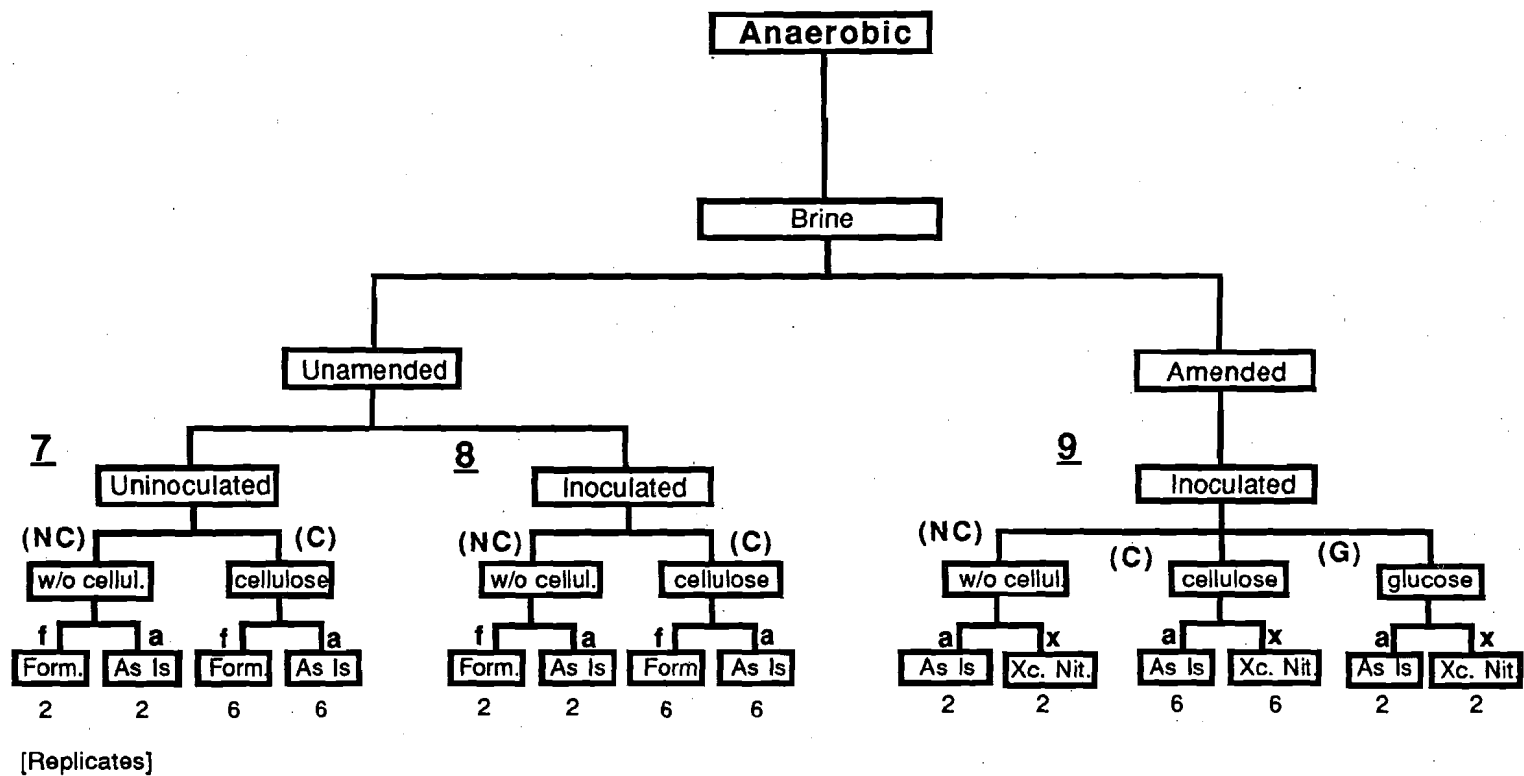 Anaerobic
Brine
Unamended Amended
7 8 9
Uninoculated Inoculated Inoculated
(NC) (C) (NC) (C) (NC) (C) (G)
w/o cellul. cellulose w/o cellul. cellulose w/o cellul. cellulose glucose
f a f a f a f a a x a x a x
Form. As Is Form. As Is Form. As Is Form As Is As Is Xc. Nit. As Is Xc. Nit. As Is Xc. Nit.
2 2 6 6 2 2 6 6 2 2 6 6 2 2
[Replicates]